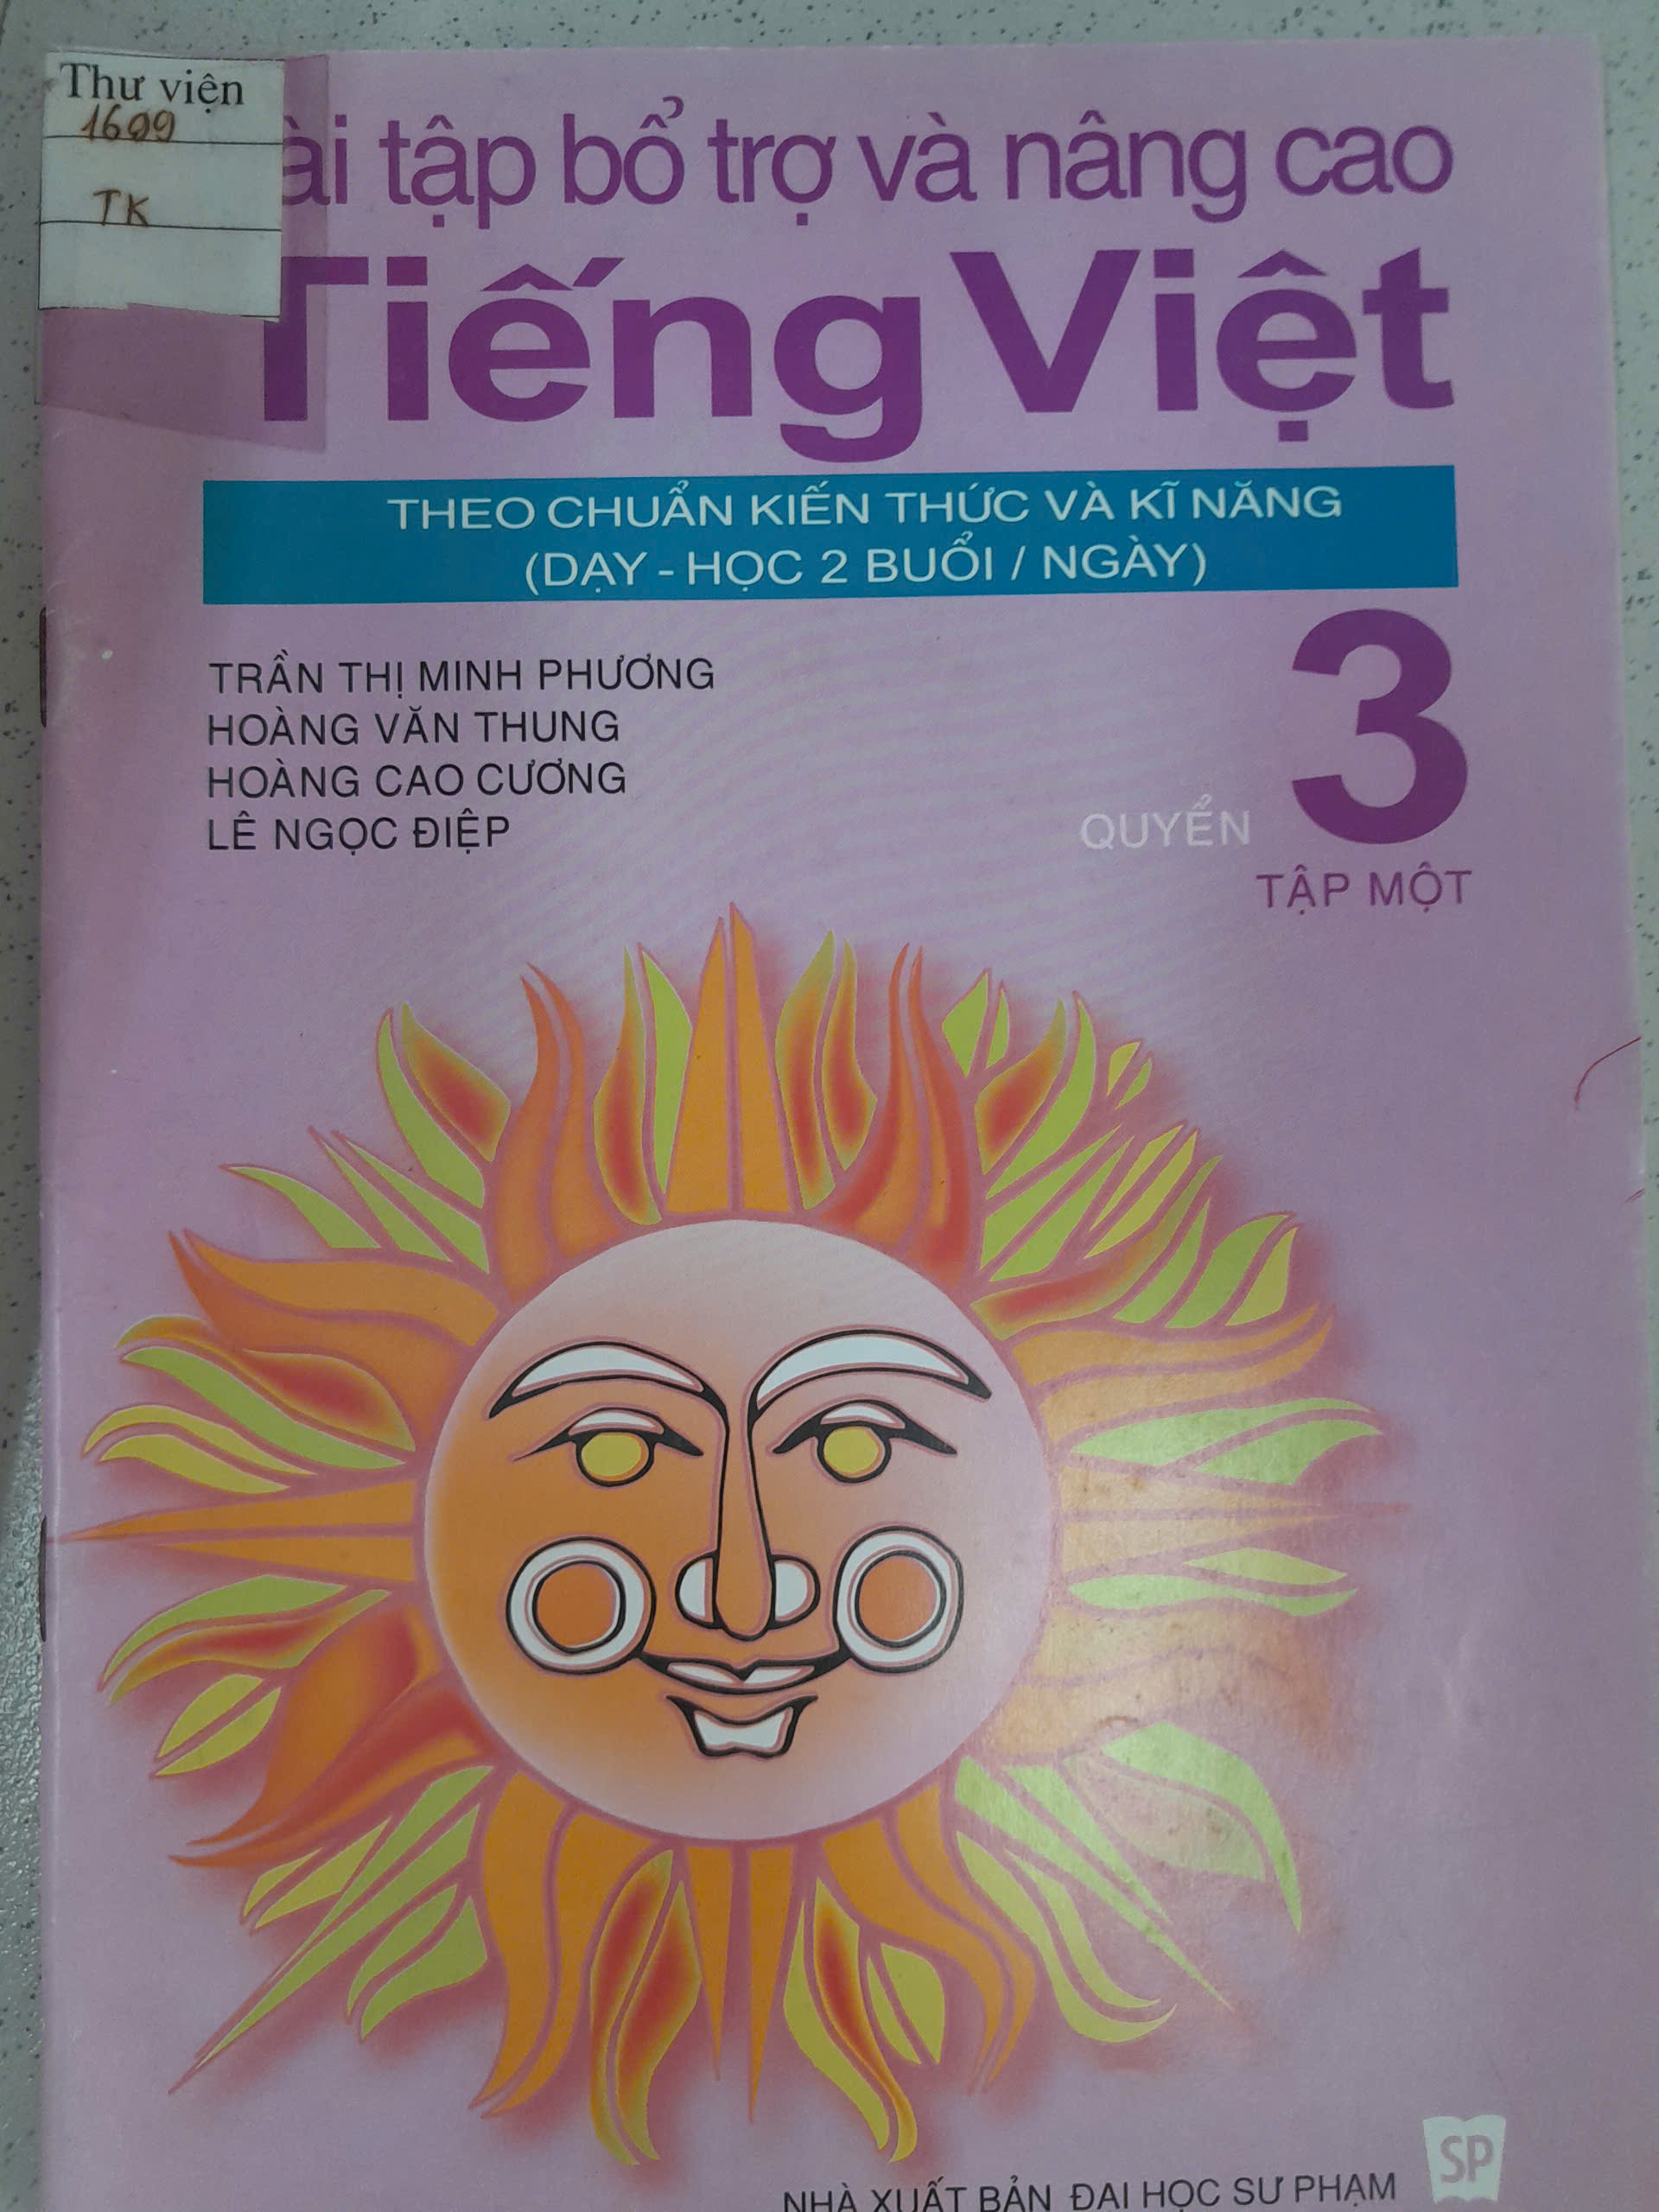 Thư viện
1699
TK
ài tập bổ trợ và nâng cao
Tiếng Việt
THEO CHUẨN KIẾN THỨC VÀ KĨ NĂNG
(DẠY - HỌC 2 BUỔI / NGÀY)
TRẦN THỊ MINH PHƯƠNG
HOÀNG VĂN THUNG
HOÀNG CAO CƯƠNG
LÊ NGỌC ĐIỆP
QUYỂN 3
TẬP MỘT
SP
NHÀ XUẤT BẢN ĐẠI HỌC SƯ PHẠM